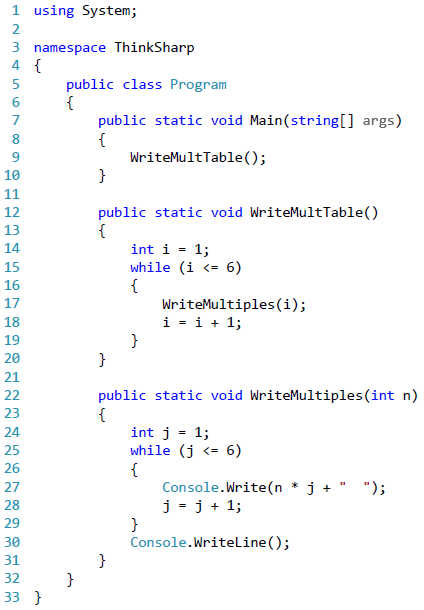 1 using System;
2
3 namespace ThinkSharp
4 {
5     public class Program
6     {
7         public static void Main(string[] args)
8         {
9             WriteMultTable();
10         }
11
12         public static void WriteMultTable()
13         {
14             int i = 1;
15             while (i <= 6)
16             {
17                 WriteMultiples(i);
18                 i = i + 1;
19             }
20         }
21
22         public static void WriteMultiples(int n)
23         {
24             int j = 1;
25             while (j <= 6)
26             {
27                 Console.Write(n * j + "  ");
28                 j = j + 1;
29             }
30             Console.WriteLine();
31         }
32     }
33 }